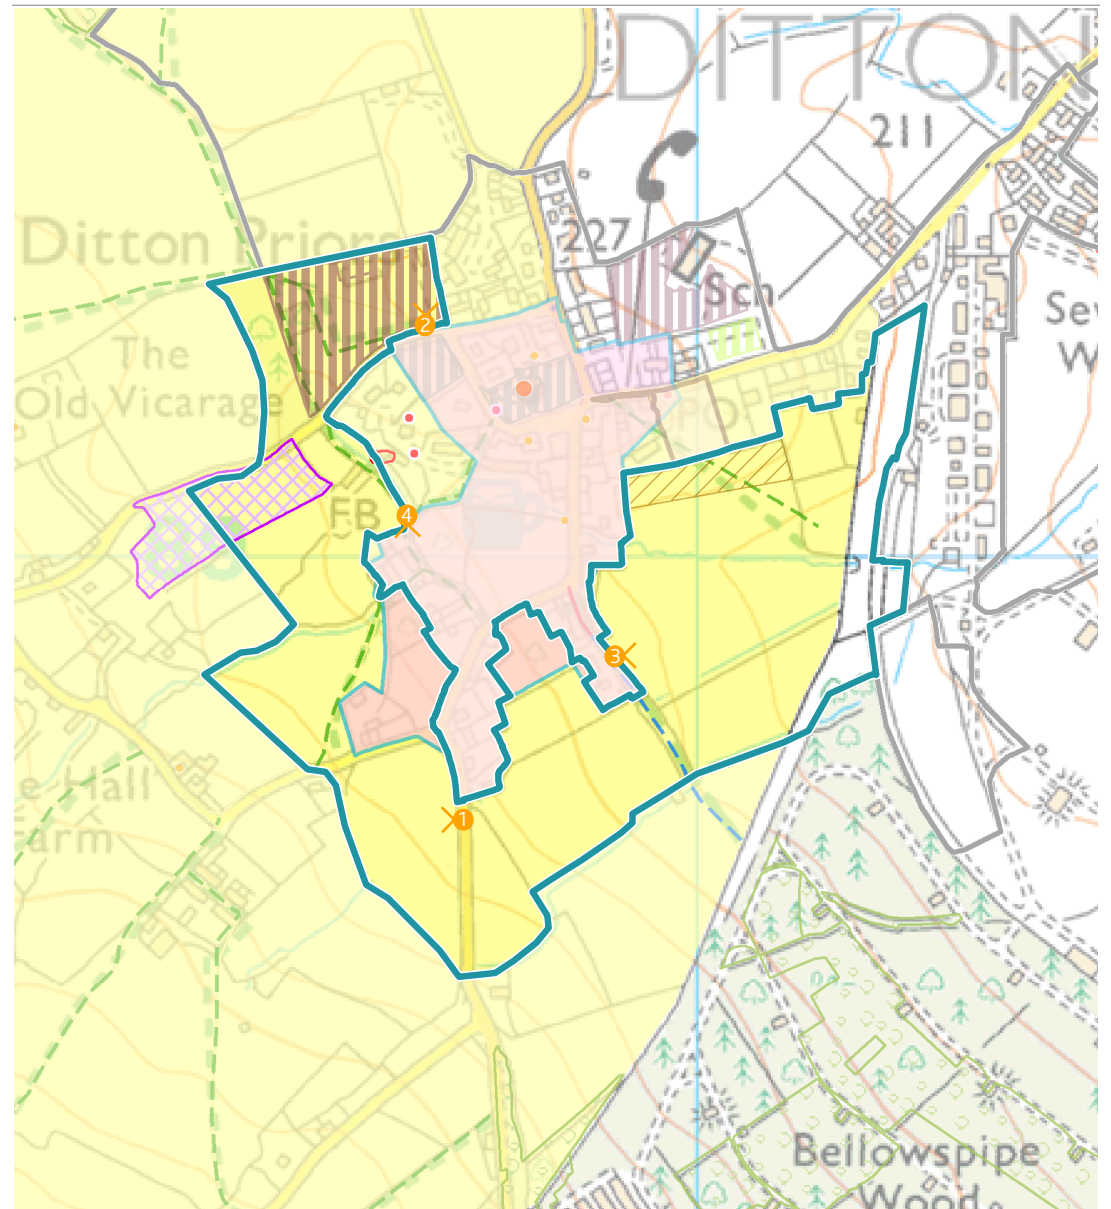 DITTON
211
Ditton Priors
227
Sch
Se
W
The
Old Vicarage
2
PO
FB
4
3
e Hall
arm
1
Bellowspipe
Wood